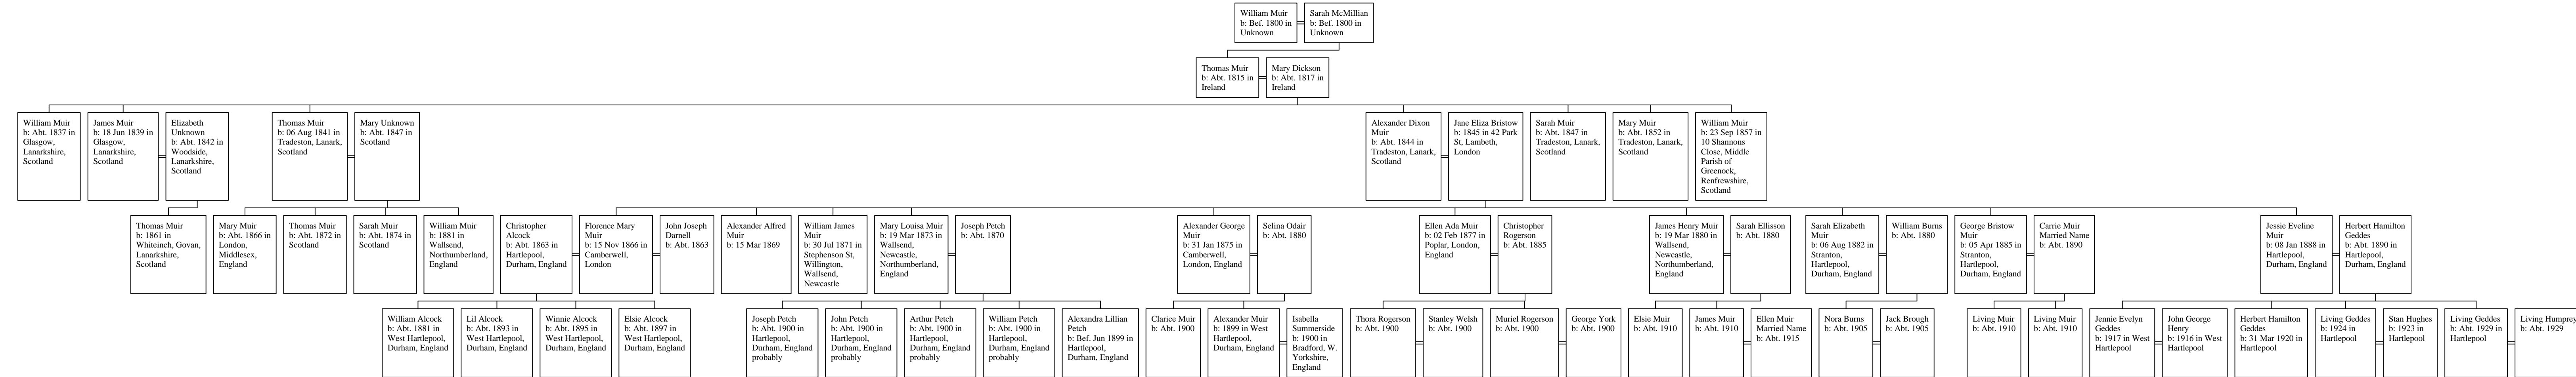 William Muir
b: Bef. 1800 in
Unknown
Sarah McMillian
b: Bef. 1800 in
Unknown
Thomas Muir
b: Abt. 1815 in
Ireland
Mary Dickson
b: Abt. 1817 in
Ireland
William Muir
b: Abt. 1837 in
Glasgow,
Lanarkshire,
Scotland
James Muir
b: 18 Jun 1839 in
Glasgow,
Lanarkshire,
Scotland
Elizabeth
Unknown
b: Abt. 1842 in
Woodside,
Lanarkshire,
Scotland
Thomas Muir
b: 06 Aug 1841 in
Tradeston, Lanark,
Scotland
Mary Unknown
b: Abt. 1847 in
Scotland
Alexander Dixon
Muir
b: Abt. 1844 in
Tradeston, Lanark,
Scotland
Jane Eliza Bristow
b: 1845 in 42 Park
St, Lambeth,
London
Sarah Muir
b: Abt. 1847 in
Tradeston, Lanark,
Scotland
Mary Muir
b: Abt. 1852 in
Tradeston, Lanark,
Scotland
William Muir
b: 23 Sep 1857 in
10 Shannons
Close, Middle
Parish of
Greenock,
Renfrewshire,
Scotland
Thomas Muir
b: 1861 in
Whiteinch, Govan,
Lanarkshire,
Scotland
Mary Muir
b: Abt. 1866 in
London,
Middlesex,
England
Thomas Muir
b: Abt. 1872 in
Scotland
Sarah Muir
b: Abt. 1874 in
Scotland
William Muir
b: 1881 in
Wallsend,
Northumberland,
England
Christopher
Alcock
b: Abt. 1863 in
Hartlepool,
Durham, England
Florence Mary
Muir
b: 15 Nov 1866 in
Camberwell,
London
John Joseph
Darnell
b: Abt. 1863
Alexander Alfred
Muir
b: 15 Mar 1869
William James
Muir
b: 30 Jul 1871 in
Stephenson St,
Willington,
Wallsend,
Newcastle
Mary Louisa Muir
b: 19 Mar 1873 in
Wallsend,
Newcastle,
Northumberland,
England
Joseph Petch
b: Abt. 1870
Alexander George
Muir
b: 31 Jan 1875 in
Camberwell,
London, England
Selina Odair
b: Abt. 1880
Ellen Ada Muir
b: 02 Feb 1877 in
Poplar, London,
England
Christopher
Rogerson
b: Abt. 1885
James Henry Muir
b: 19 Mar 1880 in
Wallsend,
Newcastle,
Northumberland,
England
Sarah Ellisson
b: Abt. 1880
Sarah Elizabeth
Muir
b: 06 Aug 1882 in
Stranton,
Hartlepool,
Durham, England
William Burns
b: Abt. 1880
George Bristow
Muir
b: 05 Apr 1885 in
Stranton,
Hartlepool,
Durham, England
Carrie Muir
Married Name
b: Abt. 1890
Jessie Eveline
Muir
b: 08 Jan 1888 in
Hartlepool,
Durham, England
Herbert Hamilton
Geddes
b: Abt. 1890 in
Hartlepool,
Durham, England
William Alcock
b: Abt. 1881 in
West Hartlepool,
Durham, England
Lil Alcock
b: Abt. 1893 in
West Hartlepool,
Durham, England
Winnie Alcock
b: Abt. 1895 in
West Hartlepool,
Durham, England
Elsie Alcock
b: Abt. 1897 in
West Hartlepool,
Durham, England
Joseph Petch
b: Abt. 1900 in
Hartlepool,
Durham, England
probably
John Petch
b: Abt. 1900 in
Hartlepool,
Durham, England
probably
Arthur Petch
b: Abt. 1900 in
Hartlepool,
Durham, England
probably
William Petch
b: Abt. 1900 in
Hartlepool,
Durham, England
probably
Alexandra Lillian
Petch
b: Bef. Jun 1899 in
Hartlepool,
Durham, England
Clarice Muir
b: Abt. 1900
Alexander Muir
b: 1899 in West
Hartlepool,
Durham, England
Isabella
Summerside
b: 1900 in
Bradford, W.
Yorkshire,
England
Thora Rogerson
b: Abt. 1900
Stanley Welsh
b: Abt. 1900
Muriel Rogerson
b: Abt. 1900
George York
b: Abt. 1900
Elsie Muir
b: Abt. 1910
James Muir
b: Abt. 1910
Ellen Muir
Married Name
b: Abt. 1915
Nora Burns
b: Abt. 1905
Jack Brough
b: Abt. 1905
Living Muir
b: Abt. 1910
Living Muir
b: Abt. 1910
Jennie Evelyn
Geddes
b: 1917 in West
Hartlepool
John George
Henry
b: 1916 in West
Hartlepool
Herbert Hamilton
Geddes
b: 31 Mar 1920 in
Hartlepool
Living Geddes
b: 1924 in
Hartlepool
Stan Hughes
b: 1923 in
Hartlepool
Living Geddes
b: Abt. 1929 in
Hartlepool
Living Humprey
b: Abt. 1929